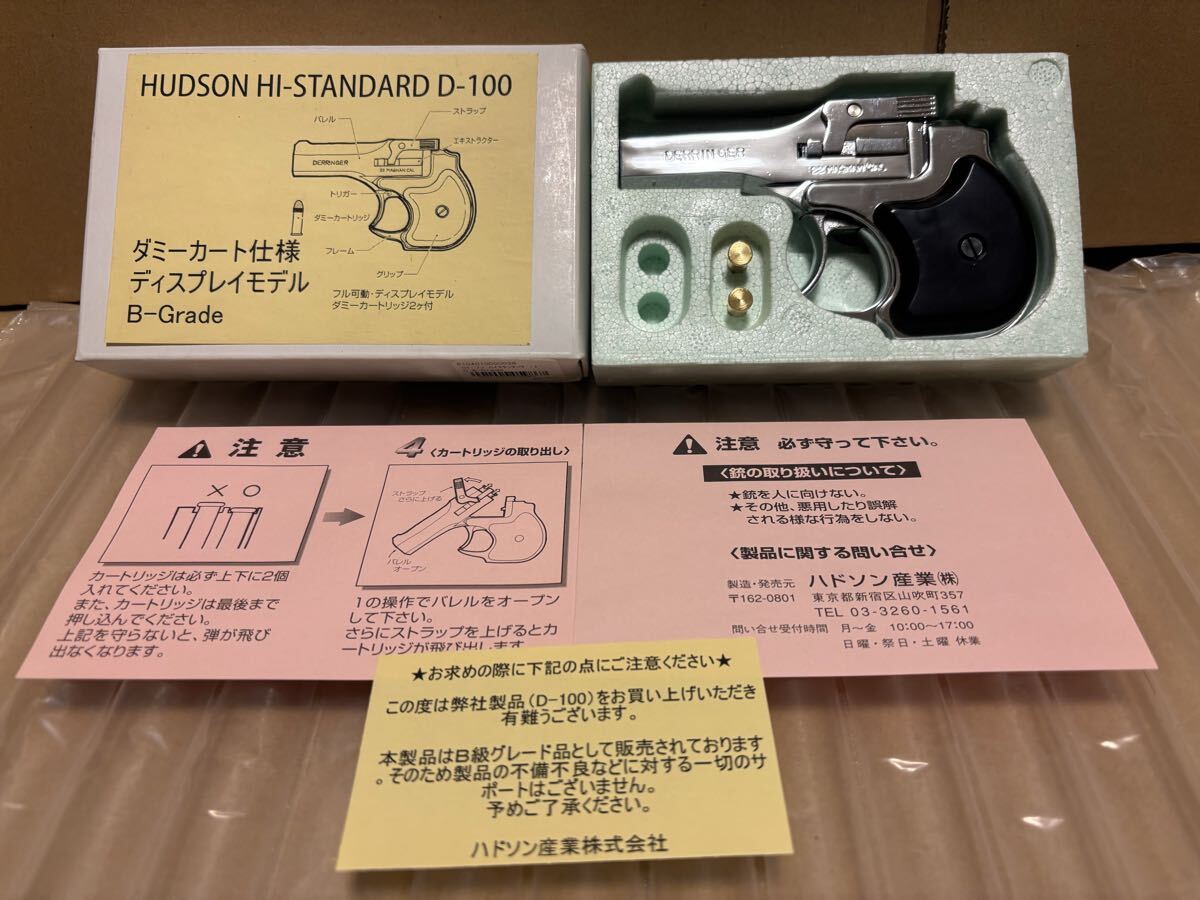 HUDSON HI-STANDARD D-100
バレル
ストラップ
エキストラクター
DERRINGER
22 MAGNAN CAL
トリガー
ダミーカートリッジ
フレーム
グリップ
ダミーカート仕様
ディスプレイモデル
B-Grade
フル可動・ディスプレイモデル
ダミーカートリッジ2ヶ付
DERRINGER
注意
カートリッジは必ず上下に2個
入れてください。
また、カートリッジは最後まで
押し込んでください。
上記を守らないと、弾が飛び
出なくなります。
4〈カートリッジの取り出し〉
ストラップ
さらに上げる
バレル
オープン
1の操作でバレルをオープン
して下さい。
さらにストラップを上げるとカ
ートリッジが飛び出します。
注意 必ず守って下さい。
〈銃の取り扱いについて〉
★銃を人に向けない。
★その他、悪用したり誤解
される様な行為をしない。
〈製品に関する問い合せ〉
製造・発売元 ハドソン産業㈱
〒162-0801 東京都新宿区山吹町357
TEL 03-3260-1561
問い合せ受付時間 月〜金 10:00〜17:00
日曜・祭日・土曜 休業
★お求めの際に下記の点にご注意ください★
この度は弊社製品(D-100)をお買い上げいただき
有難うございます。
本製品はB級グレード品として販売されております
。そのため製品の不備不良などに対する一切のサ
ポートはございません。
予めご了承ください。
ハドソン産業株式会社